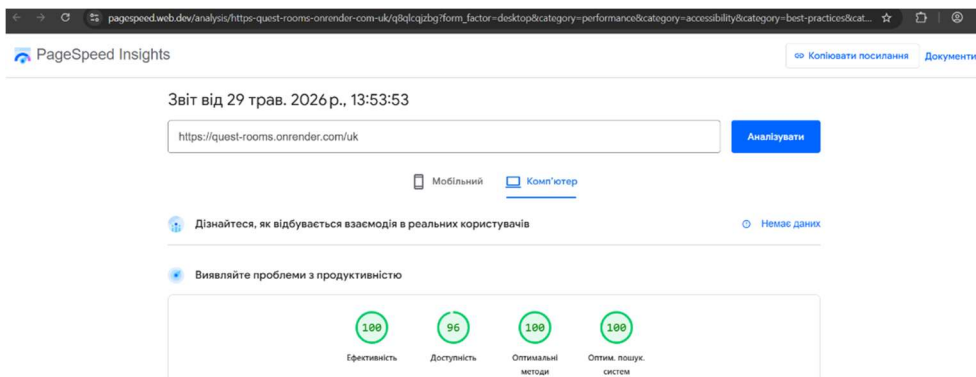 pagespeed.web.dev/analysis/https-quest-rooms-onrender-com-uk/q8qlcqjzbg?form_factor=desktop&category=performance&category=accessibility&category=best-practices&cat...
PageSpeed Insights
Копіювати посилання
Документи
Звіт від 29 трав. 2026 р., 13:53:53
https://quest-rooms.onrender.com/uk
Аналізувати
Мобільний
Комп'ютер
Дізнайтеся, як відбувається взаємодія в реальних користувачів
Немає даних
Виявляйте проблеми з продуктивністю
100
96
100
100
Ефективність
Доступність
Оптимальні
методи
Оптим. пошук.
систем